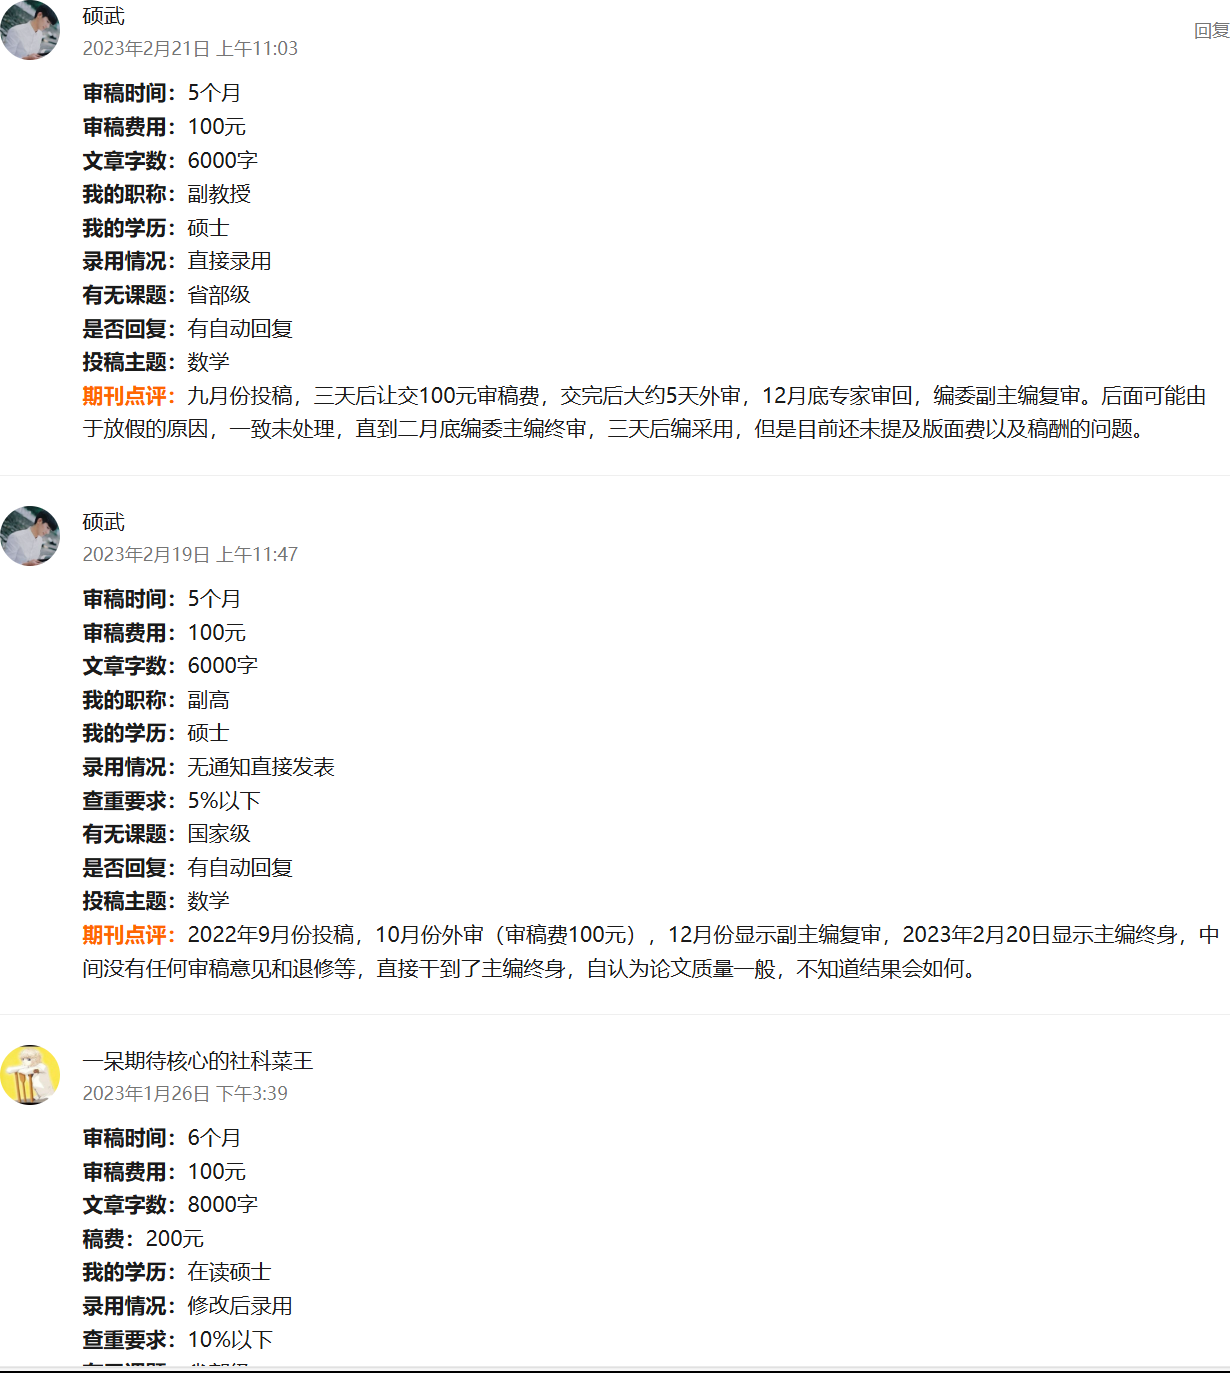 硕武
回复
2023年2月21日 上午11:03
审稿时间：5个月
审稿费用：100元
文章字数：6000字
我的职称：副教授
我的学历：硕士
录用情况：直接录用
有无课题：省部级
是否回复：有自动回复
投稿主题：数学
期刊点评：九月份投稿，三天后让交100元审稿费，交完后大约5天外审，12月底专家审回，编委副主编复审。后面可能由
于放假的原因，一致未处理，直到二月底编委主编终审，三天后编采用，但是目前还未提及版面费以及稿酬的问题。
硕武
2023年2月19日 上午11:47
审稿时间：5个月
审稿费用：100元
文章字数：6000字
我的职称：副高
我的学历：硕士
录用情况：无通知直接发表
查重要求：5%以下
有无课题：国家级
是否回复：有自动回复
投稿主题：数学
期刊点评：2022年9月份投稿，10月份外审（审稿费100元），12月份显示副主编复审，2023年2月20日显示主编终身，中
间没有任何审稿意见和退修等，直接干到了主编终身，自认为论文质量一般，不知道结果会如何。
一呆期待核心的社科菜王
2023年1月26日 下午3:39
审稿时间：6个月
审稿费用：100元
文章字数：8000字
稿费：200元
我的学历：在读硕士
录用情况：修改后录用
查重要求：10%以下